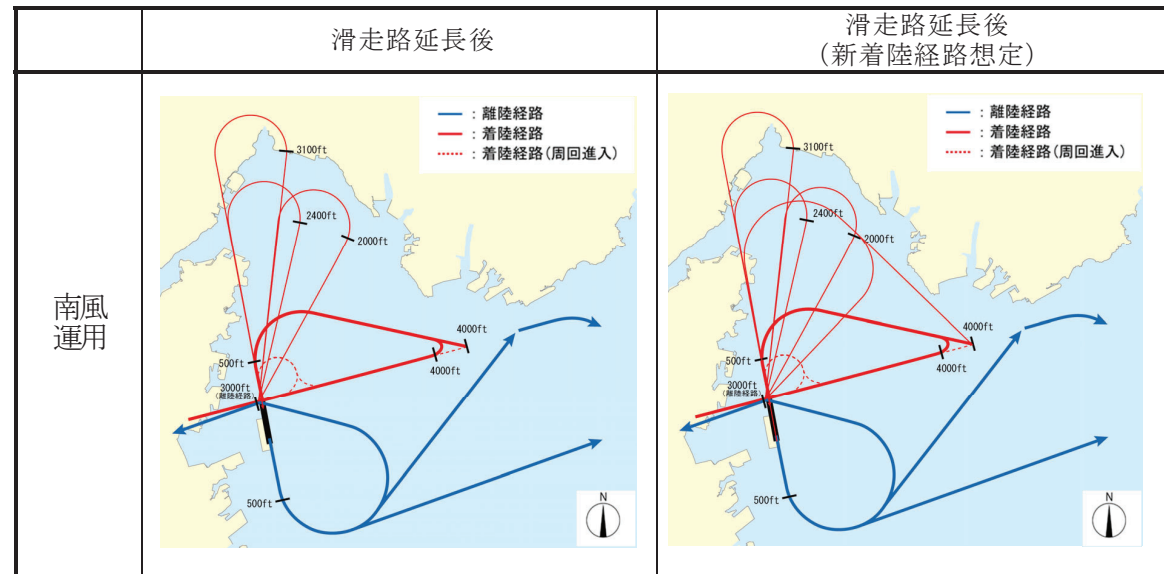 滑走路延長後
滑走路延長後
(新着陸経路想定)
南風
運用
：離陸経路
：着陸経路
：着陸経路(周回進入)
3100ft
2400ft
2000ft
4000ft
4000ft
500ft
3000ft
(離陸経路)
500ft
N
：離陸経路
：着陸経路
：着陸経路(周回進入)
3100ft
2400ft
2000ft
4000ft
4000ft
500ft
3000ft
(離陸経路)
500ft
N